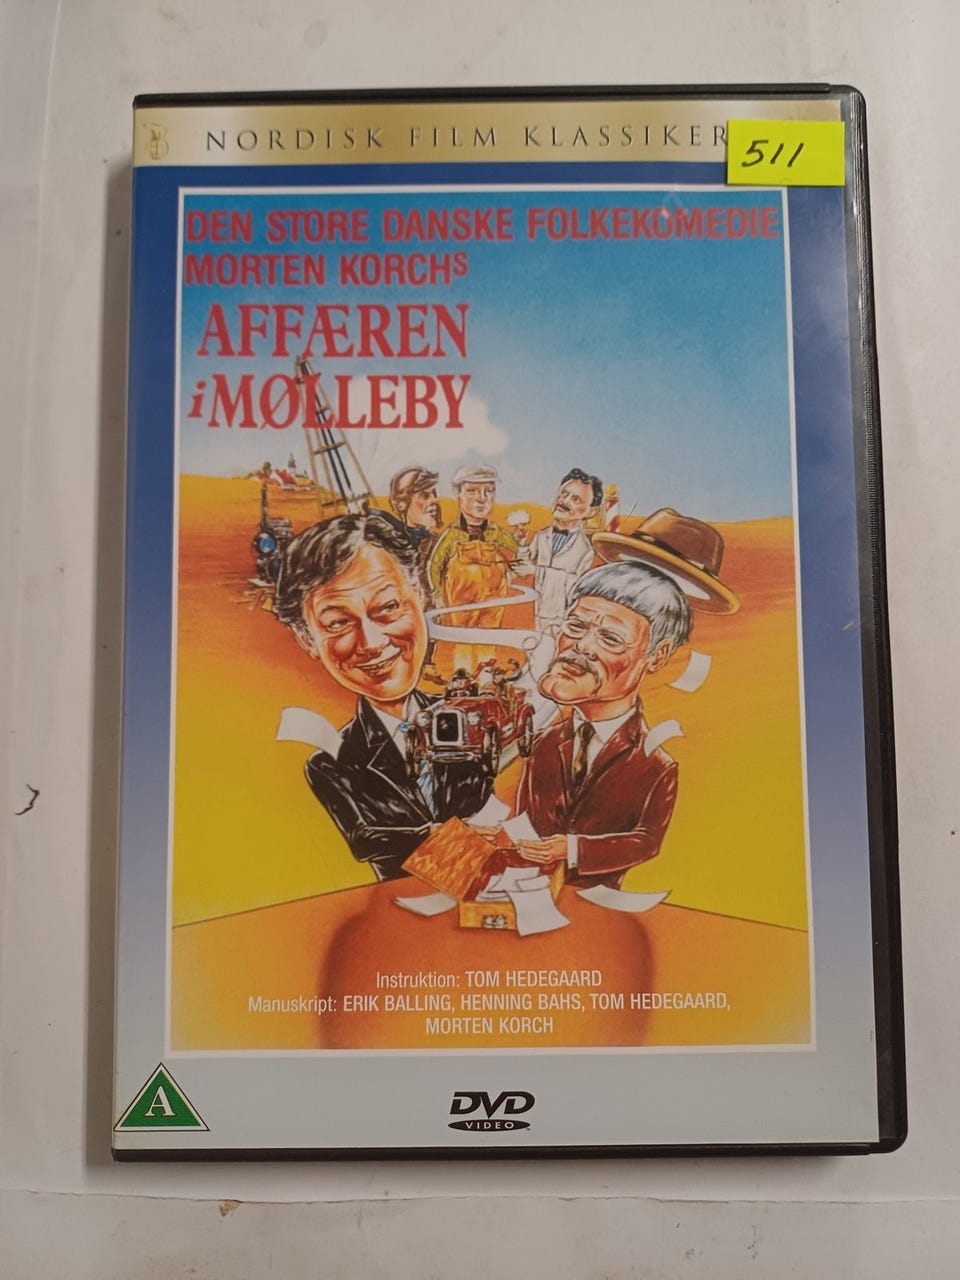 NORDISK FILM KLASSIKER
511
DEN STORE DANSKE FOLKEKOMEDIE
MORTEN KORCHs
AFFÆREN
i MØLLEBY
Instruktion: TOM HEDEGAARD
Manuskript: ERIK BALLING, HENNING BAHS, TOM HEDEGAARD,
MORTEN KORCH
A
DVD
VIDEO